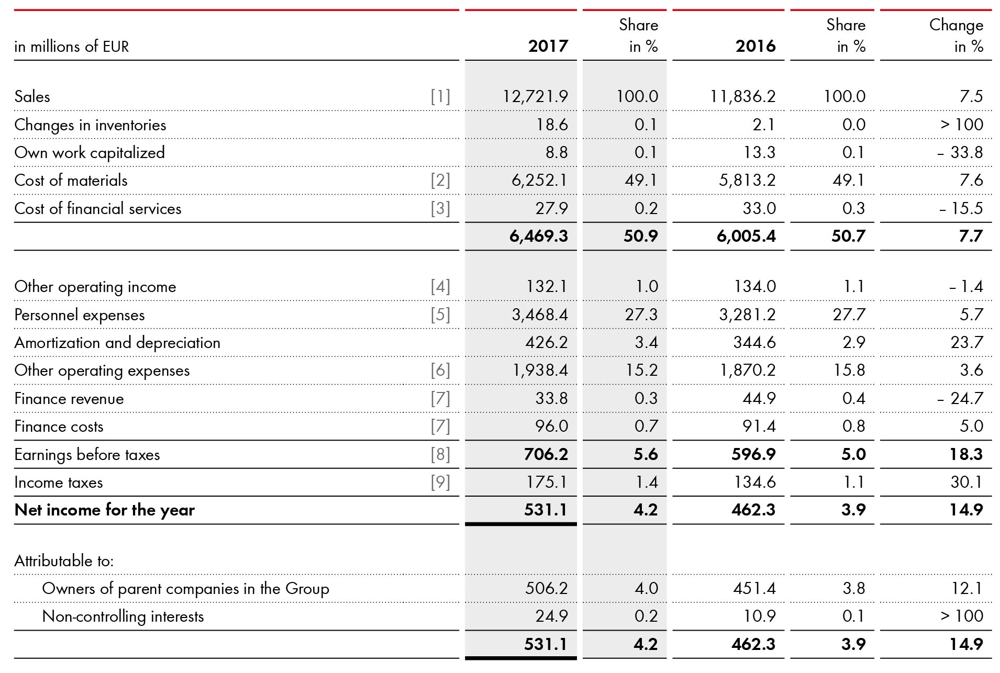 in millions of EUR 2017 Share in % 2016 Share in % Change in %
Sales [1] 12,721.9 100.0 11,836.2 100.0 7.5
Changes in inventories 18.6 0.1 2.1 0.0 > 100
Own work capitalized 8.8 0.1 13.3 0.1 – 33.8
Cost of materials [2] 6,252.1 49.1 5,813.2 49.1 7.6
Cost of financial services [3] 27.9 0.2 33.0 0.3 – 15.5
6,469.3 50.9 6,005.4 50.7 7.7
Other operating income [4] 132.1 1.0 134.0 1.1 – 1.4
Personnel expenses [5] 3,468.4 27.3 3,281.2 27.7 5.7
Amortization and depreciation 426.2 3.4 344.6 2.9 23.7
Other operating expenses [6] 1,938.4 15.2 1,870.2 15.8 3.6
Finance revenue [7] 33.8 0.3 44.9 0.4 – 24.7
Finance costs [7] 96.0 0.7 91.4 0.8 5.0
Earnings before taxes [8] 706.2 5.6 596.9 5.0 18.3
Income taxes [9] 175.1 1.4 134.6 1.1 30.1
Net income for the year 531.1 4.2 462.3 3.9 14.9
Attributable to:
Owners of parent companies in the Group 506.2 4.0 451.4 3.8 12.1
Non-controlling interests 24.9 0.2 10.9 0.1 > 100
531.1 4.2 462.3 3.9 14.9